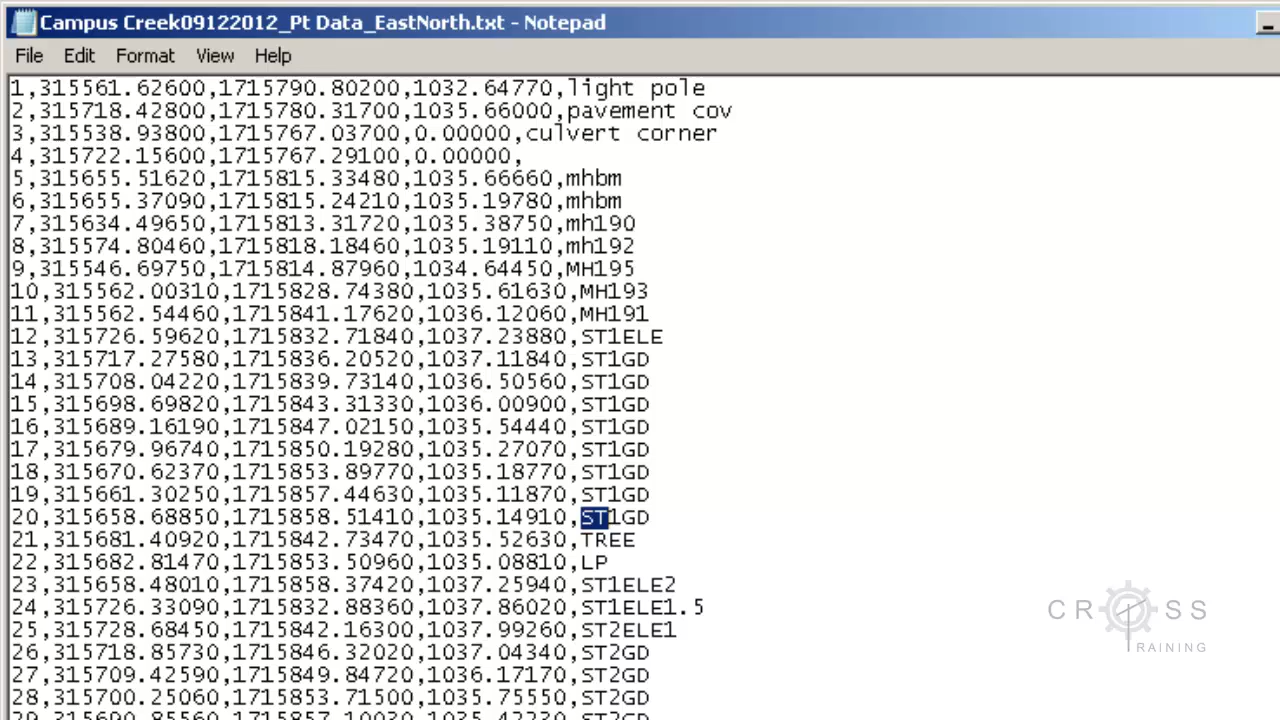 Campus Creek09122012_Pt Data_EastNorth.txt - Notepad
File Edit Format View Help
1,315561.62600,1715790.80200,1032.64770,light pole
2,315718.42800,1715780.31700,1035.66000,pavement cov
3,315538.93800,1715767.03700,0.00000,culvert corner
4,315722.15600,1715767.29100,0.00000,
5,315655.51620,1715815.33480,1035.66660,mhbm
6,315655.37090,1715815.24210,1035.19780,mhbm
7,315634.49650,1715813.31720,1035.38750,mh190
8,315574.80460,1715818.18460,1035.19110,mh192
9,315546.69750,1715814.87960,1034.64450,MH195
10,315562.00310,1715828.74380,1035.61630,MH193
11,315562.54460,1715841.17620,1036.12060,MH191
12,315726.59620,1715832.71840,1037.23880,ST1ELE
13,315717.27580,1715836.20520,1037.11840,ST1GD
14,315708.04220,1715839.73140,1036.50560,ST1GD
15,315698.69820,1715843.31330,1036.00900,ST1GD
16,315689.16190,1715847.02150,1035.54440,ST1GD
17,315679.96740,1715850.19280,1035.27070,ST1GD
18,315670.62370,1715853.89770,1035.18770,ST1GD
19,315661.30250,1715857.44630,1035.11870,ST1GD
20,315658.68850,1715858.51410,1035.14910,ST1GD
21,315681.40920,1715842.73470,1035.52630,TREE
22,315682.81470,1715853.50960,1035.08810,LP
23,315658.48010,1715858.37420,1037.25940,ST1ELE2
24,315726.33090,1715832.88360,1037.86020,ST1ELE1.5
25,315728.68450,1715842.16300,1037.99260,ST2ELE1
26,315718.85730,1715846.32020,1037.04340,ST2GD
27,315709.42590,1715849.84720,1036.17170,ST2GD
28,315700.25060,1715853.71500,1035.75550,ST2GD
29,315690.85560,1715857.10030,1035.42230,ST2GD
CROSS
TRAINING